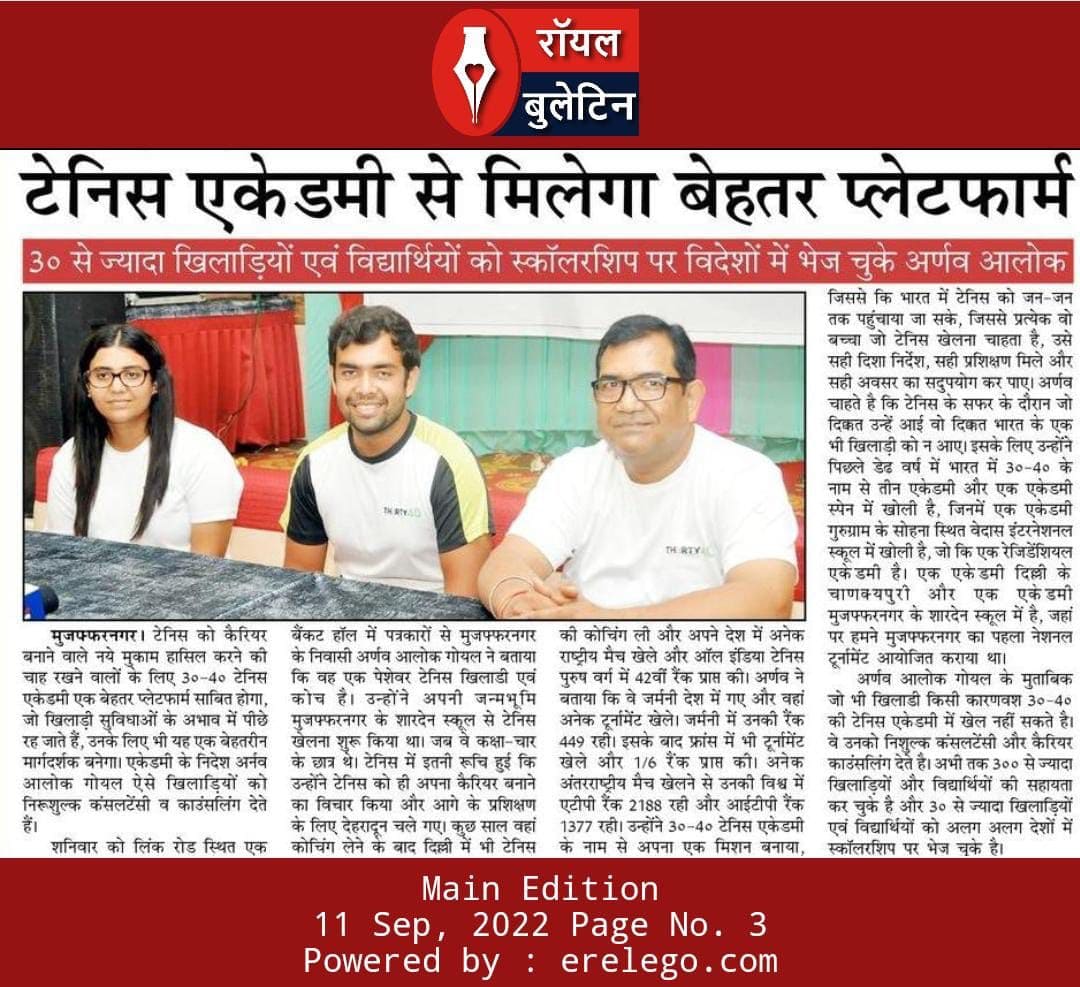 रॉयल
बुलेटिन
टेनिस एकेडमी से मिलेगा बेहतर प्लेटफार्म
३० से ज्यादा खिलाड़ियों एवं विद्यार्थियों को स्कॉलरशिप पर विदेशों में भेज चुके अर्णव आलोक
मुजफ्फरनगर। टेनिस को कैरियर
बनाने वाले नये मुकाम हासिल करने की
चाह रखने वालों के लिए ३०-४० टेनिस
एकेडमी एक बेहतर प्लेटफार्म साबित होगा,
जो खिलाड़ी सुविधाओं के अभाव में पीछे
रह जाते हैं, उनके लिए भी यह एक बेहतरीन
मार्गदर्शक बनेगा। एकेडमी के निदेश अर्नव
आलोक गोयल ऐसे खिलाड़ियों को
निरूशुल्क कंसलटेंसी व काउंसलिंग देते
हैं।
शनिवार को लिंक रोड स्थित एक
बैंकट हॉल में पत्रकारों से मुजफ्फरनगर
के निवासी अर्णव आलोक गोयल ने बताया
कि वह एक पेशेवर टेनिस खिलाडी एवं
कोच है। उन्होंने अपनी जन्मभूमि
मुजफ्फरनगर के शारदेन स्कूल से टेनिस
खेलना शुरू किया था। जब वे कक्षा-चार
के छात्र थे। टेनिस में इतनी रूचि हुई कि
उन्होंने टेनिस को ही अपना कैरियर बनाने
का विचार किया और आगे के प्रशिक्षण
के लिए देहरादून चले गए। कुछ साल वहां
कोचिंग लेने के बाद दिल्ली में भी टेनिस
की कोचिंग ली और अपने देश में अनेक
राष्ट्रीय मैच खेले और ऑल इंडिया टेनिस
पुरुष वर्ग में 42वीं रैंक प्राप्त की। अर्णव ने
बताया कि वे जर्मनी देश में गए और वहां
अनेक टूर्नामेंट खेले। जर्मनी में उनकी रैंक
449 रही। इसके बाद फ्रांस में भी टूर्नामेंट
खेले और 1/6 रैंक प्राप्त की। अनेक
अंतरराष्ट्रीय मैच खेलने से उनकी विश्व में
एटीपी रैंक 2188 रही और आईटीपी रैंक
1377 रही। उन्होंने ३०-४० टेनिस एकेडमी
के नाम से अपना एक मिशन बनाया,
जिससे कि भारत में टेनिस को जन-जन
तक पहुंचाया जा सके, जिससे प्रत्येक वो
बच्चा जो टेनिस खेलना चाहता है, उसे
सही दिशा निर्देश, सही प्रशिक्षण मिले और
सही अवसर का सदुपयोग कर पाए। अर्णव
चाहते है कि टेनिस के सफर के दौरान जो
दिक्कत उन्हें आई वो दिक्कत भारत के एक
भी खिलाड़ी को न आए। इसके लिए उन्होंने
पिछले डेढ वर्ष में भारत में ३०-४० के
नाम से तीन एकेडमी और एक एकेडमी
स्पेन में खोली है, जिनमें एक एकेडमी
गुरुग्राम के सोहना स्थित वेदास इंटरनेशनल
स्कूल में खोली है, जो कि एक रेजिडेंशियल
एकेडमी है। एक एकेडमी दिल्ली के
चाणक्यपुरी और एक एकेडमी
मुजफ्फरनगर के शारदेन स्कूल में है, जहां
पर हमने मुजफ्फरनगर का पहला नेशनल
टूर्नामेंट आयोजित कराया था।
अर्णव आलोक गोयल के मुताबिक
जो भी खिलाडी किसी कारणवश ३०-४०
की टेनिस एकेडमी में खेल नहीं सकते है।
वे उनको निशुल्क कंसलटेंसी और कैरियर
काउंसलिंग देते हैं। अभी तक ३०० से ज्यादा
खिलाड़ियों और विद्यार्थियों की सहायता
कर चुके है और ३० से ज्यादा खिलाड़ियों
एवं विद्यार्थियों को अलग अलग देशों में
स्कॉलरशिप पर भेज चुके है।
Main Edition
11 Sep, 2022 Page No. 3
Powered by : erelego.com